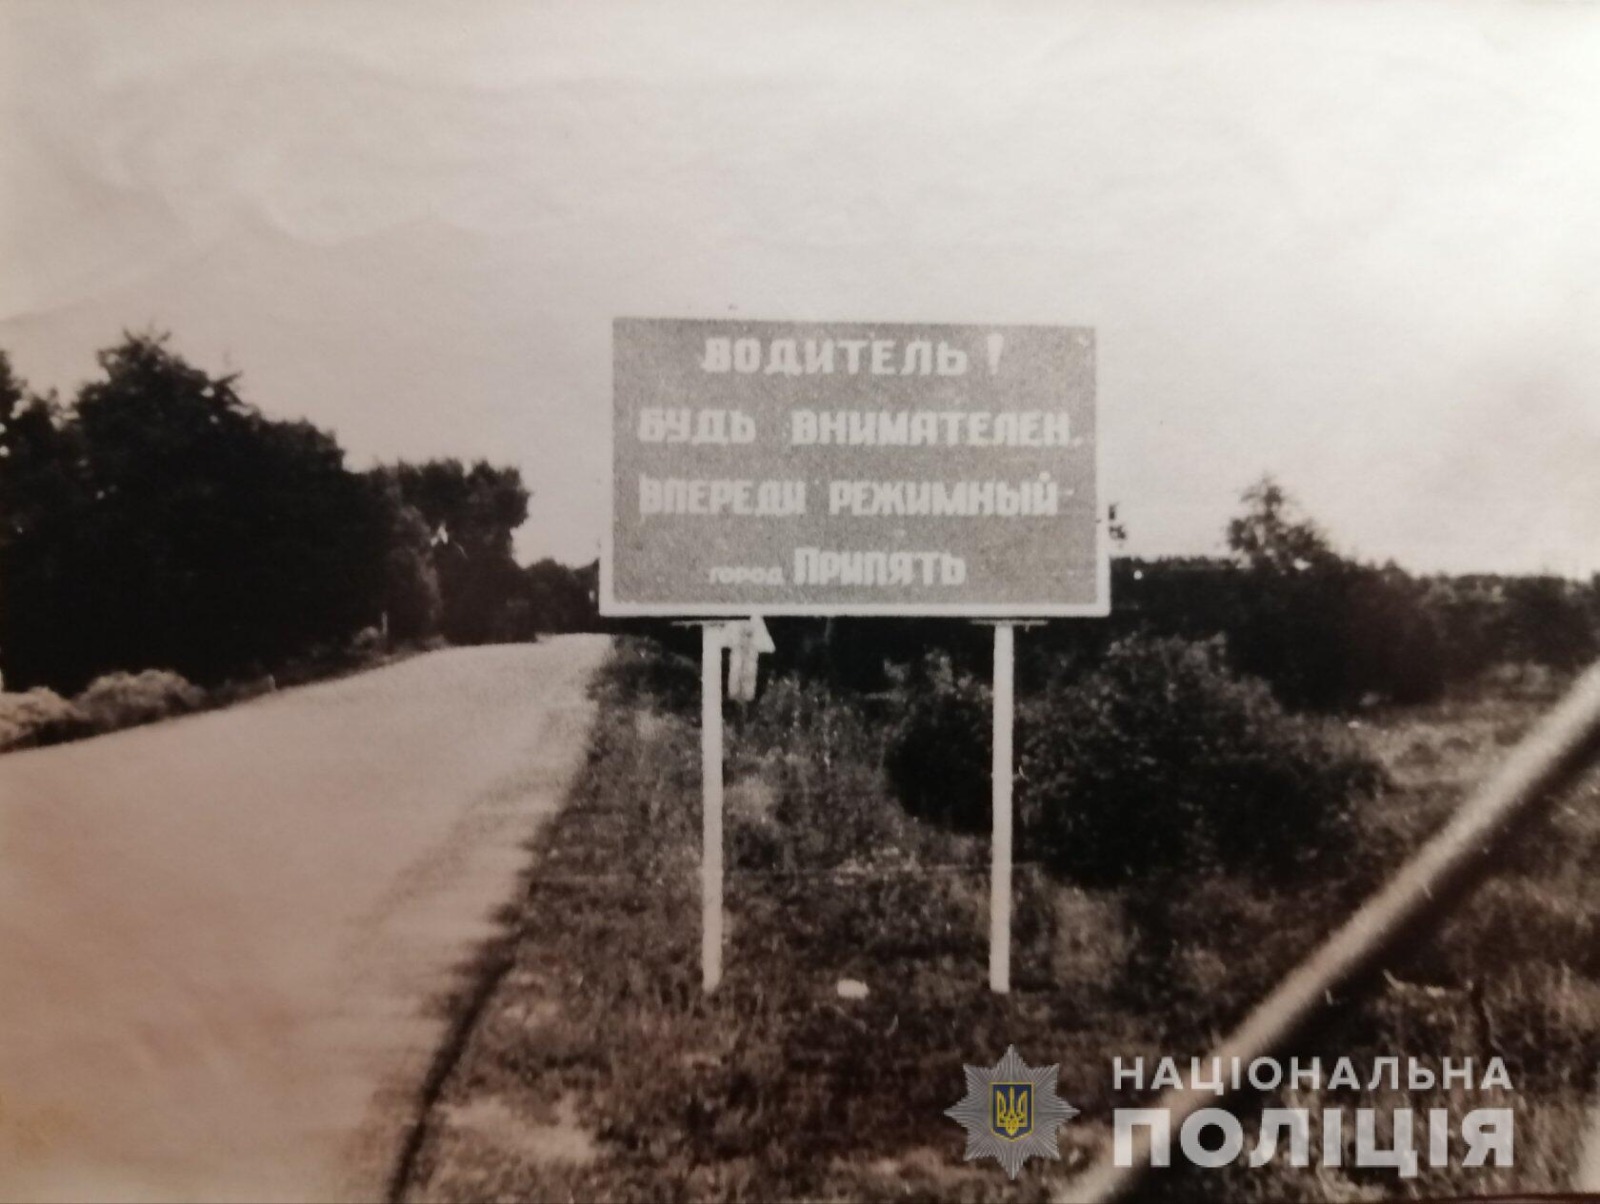 ВОДИТЕЛЬ!
БУДЬ ВНИМАТЕЛЕН.
ВПЕРЕДИ РЕЖИМНЫЙ
ГОРОД ПРИПЯТЬ
НАЦІОНАЛЬНА
ПОЛІЦІЯ